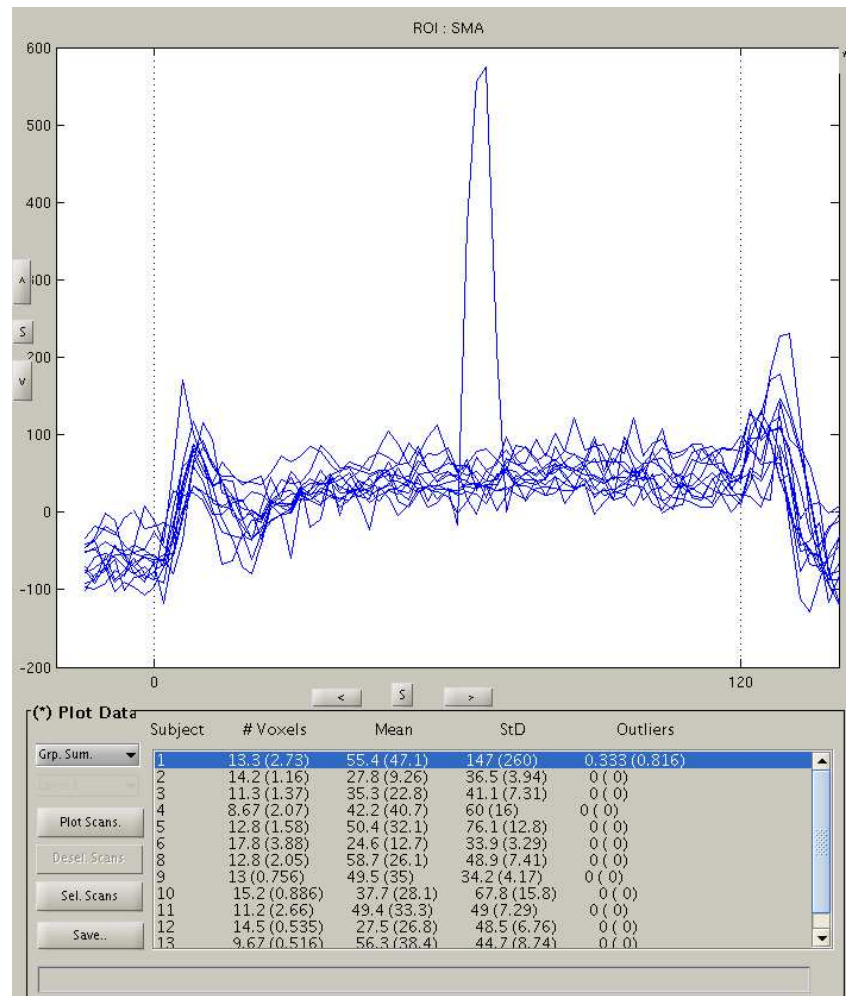 ROI : SMA
600
*
500
400
^ 300
S
200
v
100
0
-100
-200
0 120
< S >
(*) Plot Data
Subject # Voxels Mean StD Outliers
Grp. Sum.
1 13.3 (2.73) 55.4 (47.1) 147 (260) 0.333 (0.816)
2 14.2 (1.16) 27.8 (9.26) 36.5 (3.94) 0 ( 0)
3 11.3 (1.37) 35.3 (22.8) 41.1 (7.31) 0 ( 0)
4 8.67 (2.07) 42.2 (40.7) 60 (16) 0 ( 0)
Plot Scans.
5 12.8 (1.58) 50.4 (32.1) 76.1 (12.8) 0 ( 0)
6 17.8 (3.88) 24.6 (12.7) 33.9 (3.29) 0 ( 0)
Desel. Scans
8 12.8 (2.05) 58.7 (26.1) 48.9 (7.41) 0 ( 0)
9 13 (0.756) 49.5 (35) 34.2 (4.17) 0 ( 0)
Sel. Scans
10 15.2 (0.886) 37.7 (28.1) 67.8 (15.8) 0 ( 0)
11 11.2 (2.66) 49.4 (33.3) 49 (7.29) 0 ( 0)
Save..
12 14.5 (0.535) 27.5 (26.8) 48.5 (6.76) 0 ( 0)
13 9.67 (0.516) 56.3 (38.4) 44.7 (8.74) 0 ( 0)